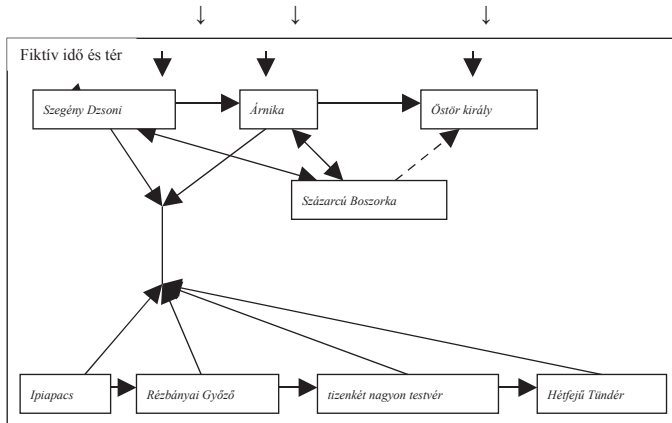 Fiktív idő és tér
Szegény Dzsoni
Árnika
Östör király
Százarcú Boszorka
Ipiapacs
Rézbányai Győző
tizenkét nagyon testvér
Hétfejű Tündér